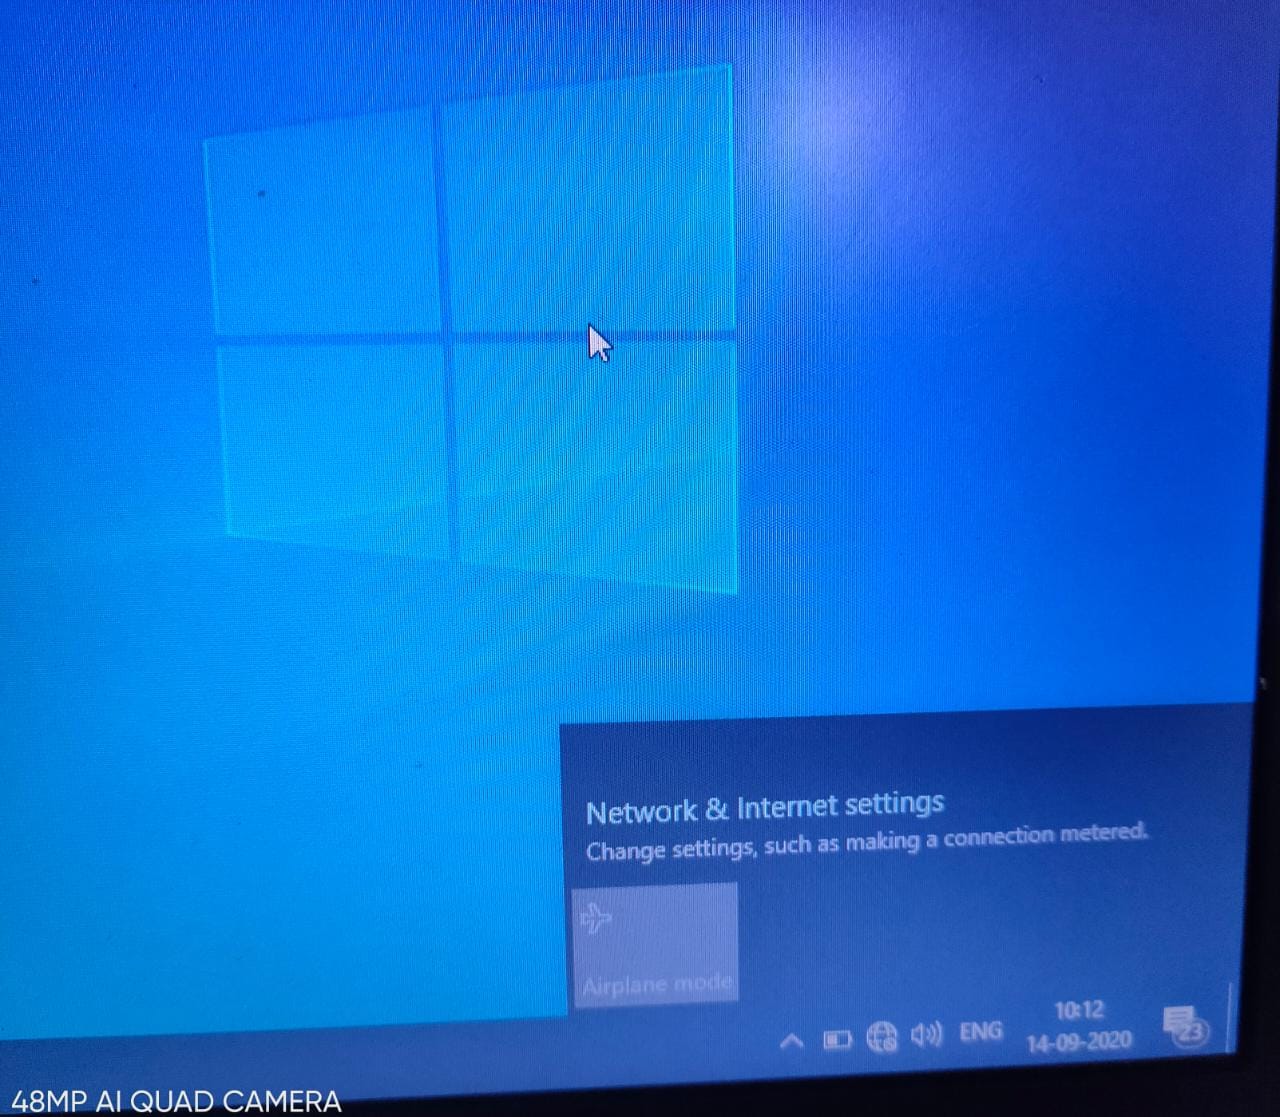 Network & Internet settings
Change settings, such as making a connection metered.
Airplane mode
ENG
10:12
14-09-2020
23
48MP AI QUAD CAMERA